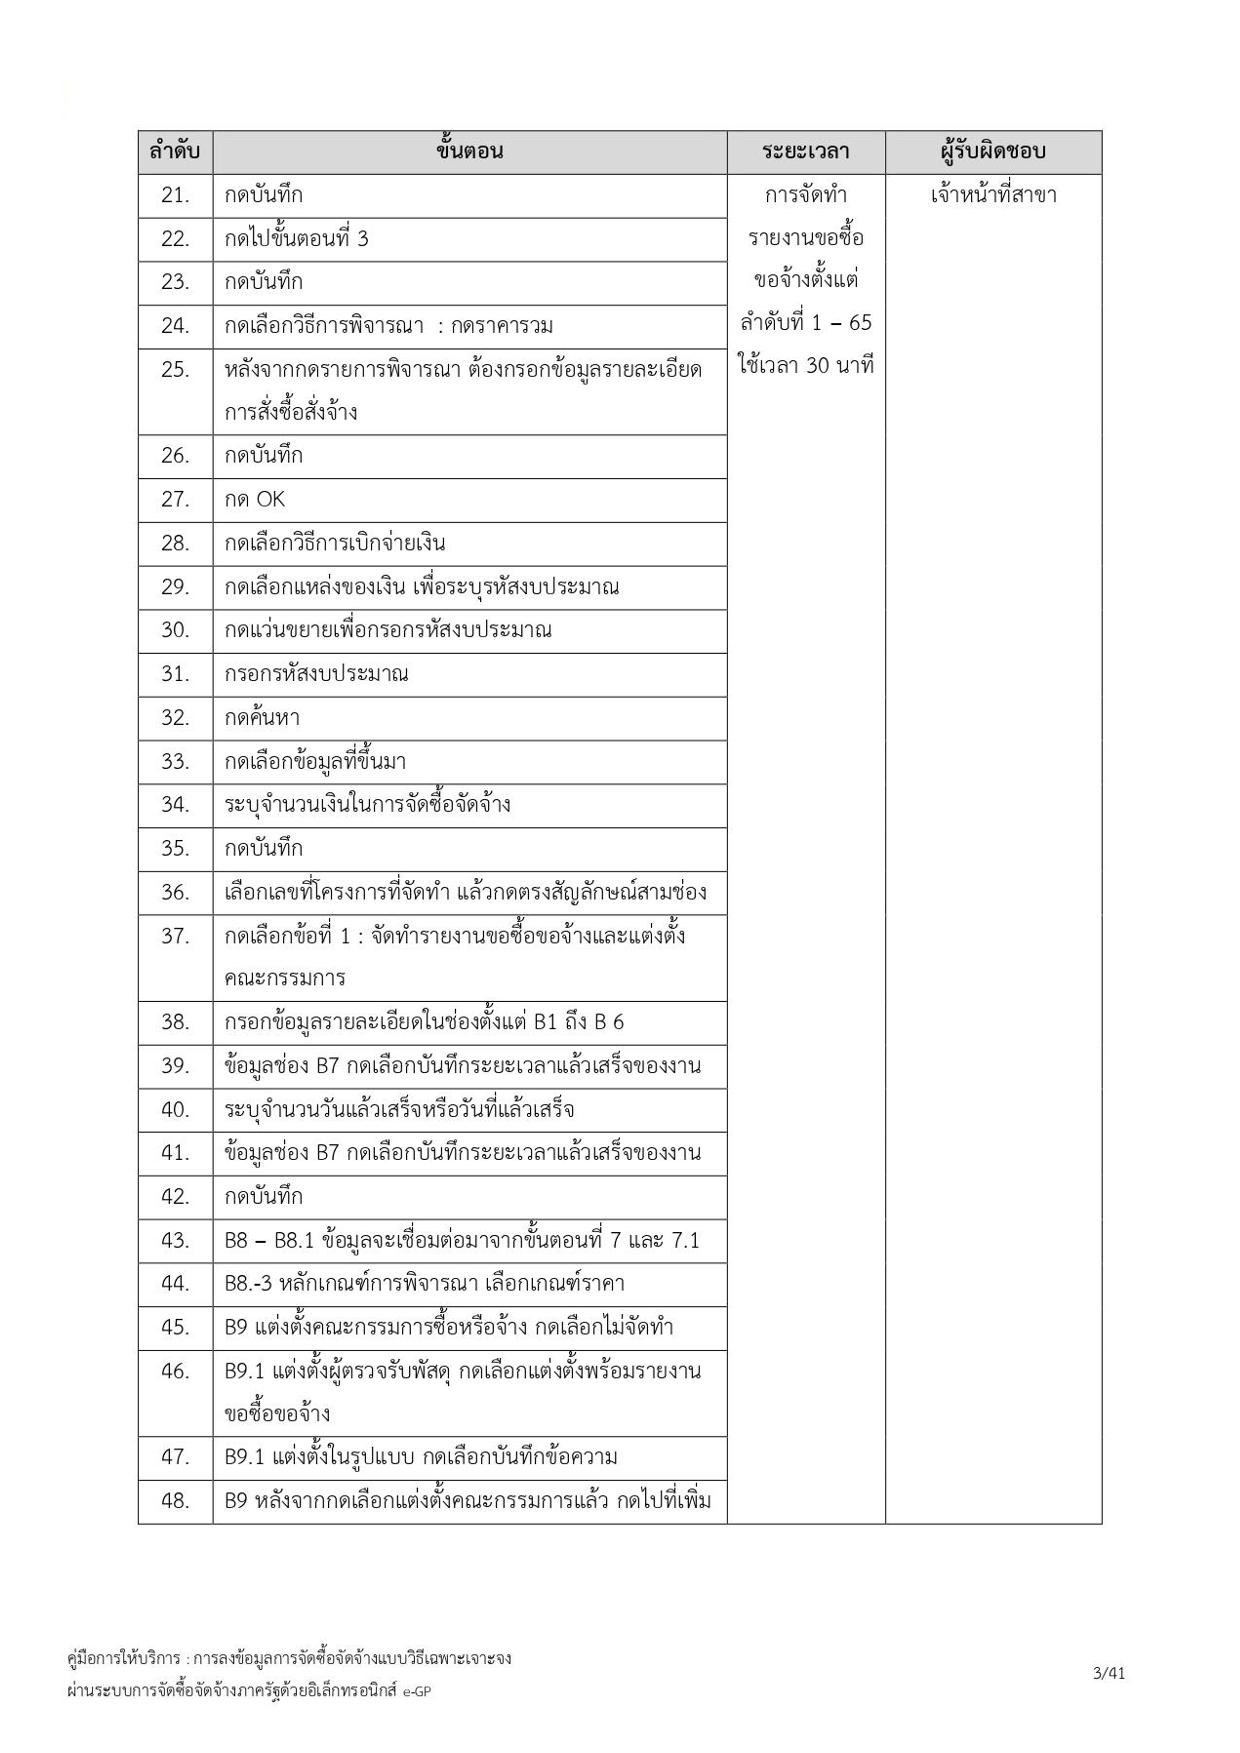 ลำดับ ขั้นตอน ระยะเวลา ผู้รับผิดชอบ
21. กดบันทึก การจัดทำ เจ้าหน้าที่สาขา
22. กดไปขั้นตอนที่ 3 รายงานขอซื้อ
23. กดบันทึก ขอจ้างตั้งแต่
24. กดเลือกวิธีการพิจารณา : กดราคารวม ลำดับที่ 1 – 65
25. หลังจากกดรายการพิจารณา ต้องกรอกข้อมูลรายละเอียด ใช้เวลา 30 นาที
การสั่งซื้อสั่งจ้าง
26. กดบันทึก
27. กด OK
28. กดเลือกวิธีการเบิกจ่ายเงิน
29. กดเลือกแหล่งของเงิน เพื่อระบุรหัสงบประมาณ
30. กดแว่นขยายเพื่อกรอกรหัสงบประมาณ
31. กรอกรหัสงบประมาณ
32. กดค้นหา
33. กดเลือกข้อมูลที่ขึ้นมา
34. ระบุจำนวนเงินในการจัดซื้อจัดจ้าง
35. กดบันทึก
36. เลือกเลขที่โครงการที่จัดทำ แล้วกดตรงสัญลักษณ์สามช่อง
37. กดเลือกข้อที่ 1 : จัดทำรายงานขอซื้อขอจ้างและแต่งตั้ง
คณะกรรมการ
38. กรอกข้อมูลรายละเอียดในช่องตั้งแต่ B1 ถึง B 6
39. ข้อมูลช่อง B7 กดเลือกบันทึกระยะเวลาแล้วเสร็จของงาน
40. ระบุจำนวนวันแล้วเสร็จหรือวันที่แล้วเสร็จ
41. ข้อมูลช่อง B7 กดเลือกบันทึกระยะเวลาแล้วเสร็จของงาน
42. กดบันทึก
43. B8 – B8.1 ข้อมูลจะเชื่อมต่อมาจากขั้นตอนที่ 7 และ 7.1
44. B8.-3 หลักเกณฑ์การพิจารณา เลือกเกณฑ์ราคา
45. B9 แต่งตั้งคณะกรรมการซื้อหรือจ้าง กดเลือกไม่จัดทำ
46. B9.1 แต่งตั้งผู้ตรวจรับพัสดุ กดเลือกแต่งตั้งพร้อมรายงาน
ขอซื้อขอจ้าง
47. B9.1 แต่งตั้งในรูปแบบ กดเลือกบันทึกข้อความ
48. B9 หลังจากกดเลือกแต่งตั้งคณะกรรมการแล้ว กดไปที่เพิ่ม
คู่มือการให้บริการ : การลงข้อมูลการจัดซื้อจัดจ้างแบบวิธีเฉพาะเจาะจง
ผ่านระบบการจัดซื้อจัดจ้างภาครัฐด้วยอิเล็กทรอนิกส์ e-GP
3/41